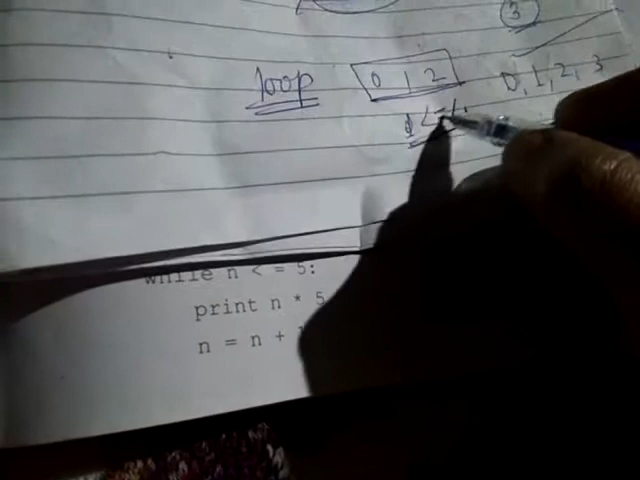 3
loop 0 1 2 0, 1, 2, 3
while n < = 5:
print n * 5
n = n +